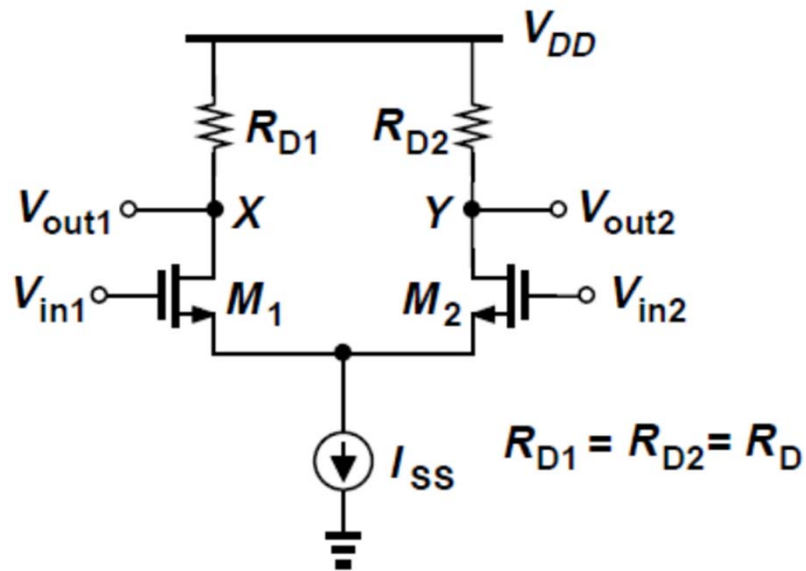 VDD
RD1 RD2
Vout1 X Y Vout2
Vin1 M1 M2 Vin2
ISS RD1 = RD2= RD